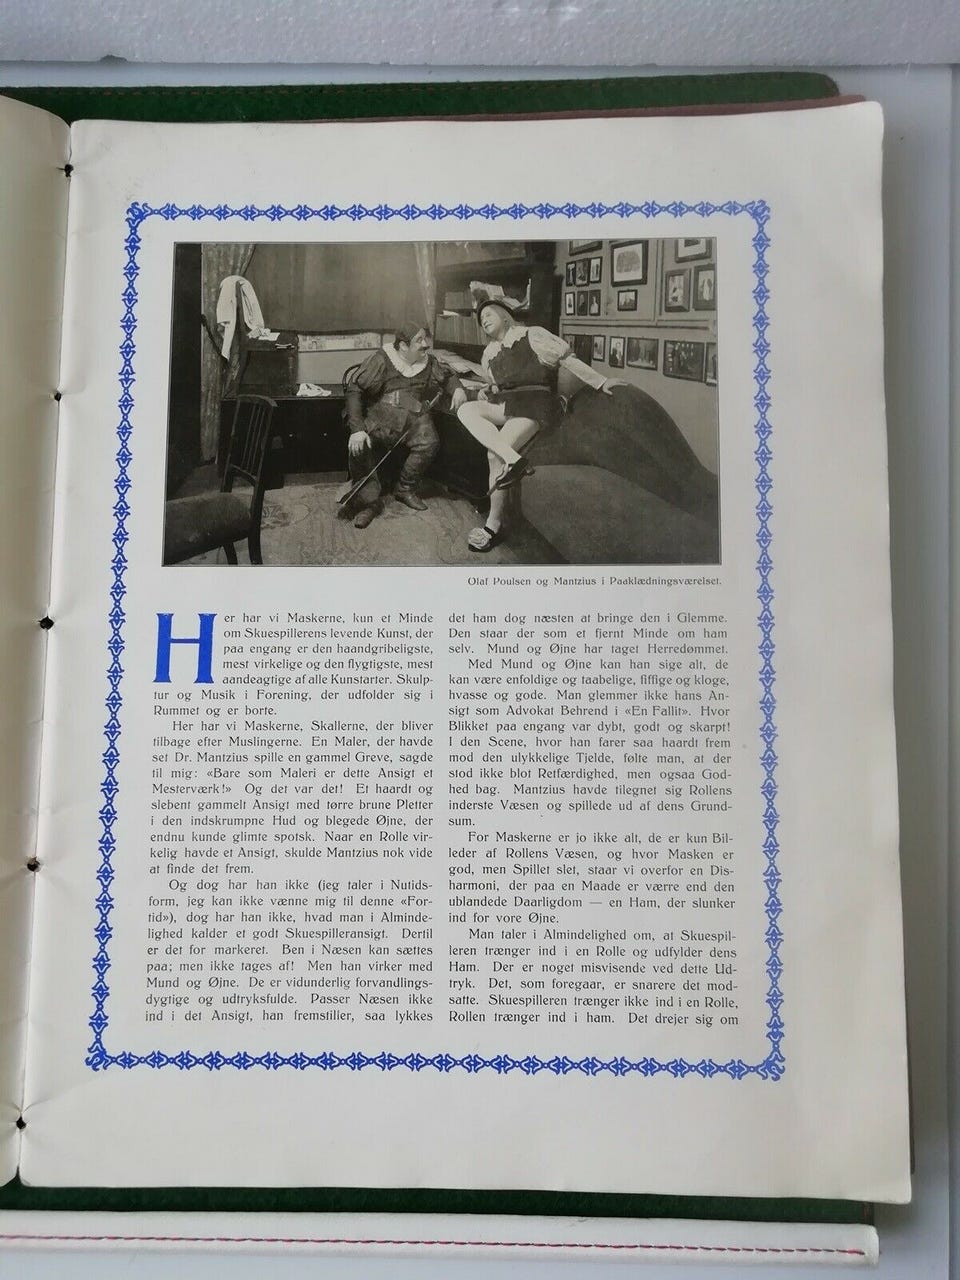 Olaf Poulsen og Mantzius i Paaklædningsværelset.
Her har vi Maskerne, kun et Minde
om Skuespillerens levende Kunst, der
paa engang er den haandgribeligste,
mest virkelige og den flygtigste, mest
aandeagtige af alle Kunstarter. Skulp-
tur og Musik i Forening, der udfolder sig i
Rummet og er borte.
Her har vi Maskerne, Skallerne, der bliver
tilbage efter Muslingerne. En Maler, der havde
set Dr. Mantzius spille en gammel Greve, sagde
til mig: «Bare som Maleri er dette Ansigt et
Mesterværk!» Og det var det! Et haardt og
slebent gammelt Ansigt med tørre brune Pletter
i den indskrumpne Hud og blegede Øjne, der
endnu kunde glimte spotsk. Naar en Rolle vir-
kelig havde et Ansigt, skulde Mantzius nok vide
at finde det frem.
Og dog har han ikke (jeg taler i Nutids-
form, jeg kan ikke vænne mig til denne «For-
tid»), dog har han ikke, hvad man i Alminde-
lighed kalder et godt Skuespilleransigt. Dertil
er det for markeret. Ben i Næsen kan sættes
paa; men ikke tages af! Men han virker med
Mund og Øjne. De er vidunderlig forvandlings-
dygtige og udtryksfulde. Passer Næsen ikke
ind i det Ansigt, han fremstiller, saa lykkes
det ham dog næsten at bringe den i Glemme.
Den staar der som et fjernt Minde om ham
selv. Mund og Øjne har taget Herredømmet.
Med Mund og Øjne kan han sige alt, de
kan være enfoldige og taabelige, fiffige og kloge,
hvasse og gode. Man glemmer ikke hans An-
sigt som Advokat Behrend i «En Fallit». Hvor
Blikket paa engang var dybt, godt og skarpt!
I den Scene, hvor han farer saa haardt frem
mod den ulykkelige Tjelde, følte man, at der
stod ikke blot Retfærdighed, men ogsaa God-
hed bag. Mantzius havde tilegnet sig Rollens
inderste Væsen og spillede ud af dens Grund-
sum.
For Maskerne er jo ikke alt, de er kun Bil-
leder af Rollens Væsen, og hvor Masken er
god, men Spillet slet, staar vi overfor en Dis-
harmoni, der paa en Maade er værre end den
ublandede Daarligdom — en Ham, der slunker
ind for vore Øjne.
Man taler i Almindelighed om, at Skuespil-
leren trænger ind i en Rolle og udfylder dens
Ham. Der er noget misvisende ved dette Ud-
tryk. Det, som foregaar, er snarere det mod-
satte. Skuespilleren trænger ikke ind i en Rolle,
Rollen trænger ind i ham. Det drejer sig om